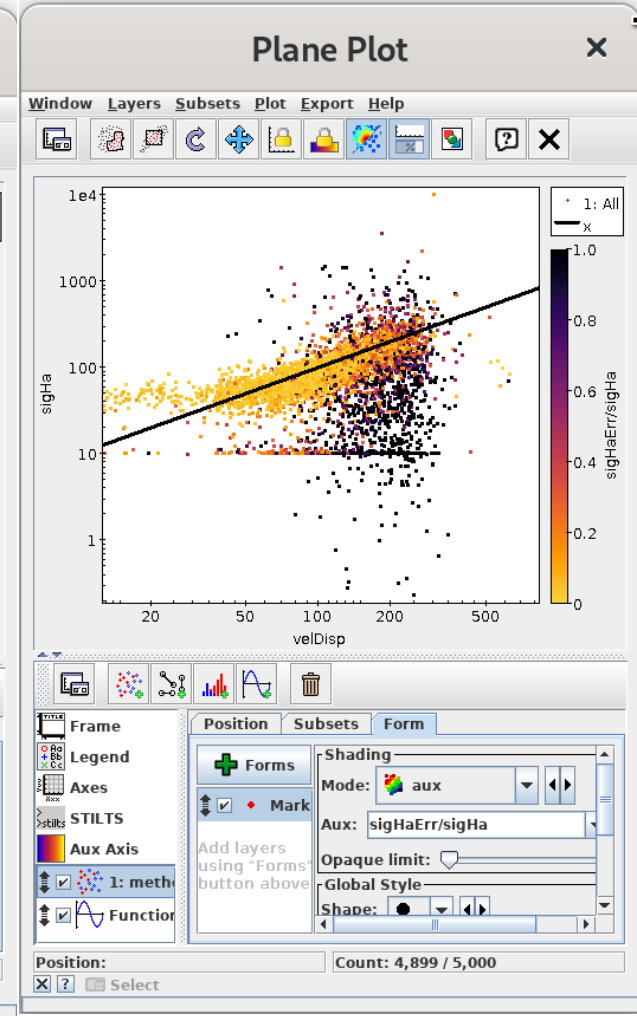 Plane Plot
Window Layers Subsets Plot Export Help
1e4
1000
100
10
1
sigHa
20 50 100 200 500
velDisp
1: All
x
1.0
0.8
0.6
0.4
0.2
0
sigHaErr/sigHa
Position Subsets Form
Frame
Legend
Axes
STILTS
Aux Axis
1: meth
Function
Forms
Mark
Add layers
using "Forms"
button above
Shading
Mode: aux
Aux: sigHaErr/sigHa
Opaque limit:
Global Style
Shape:
Position:
Count: 4,899 / 5,000
Select